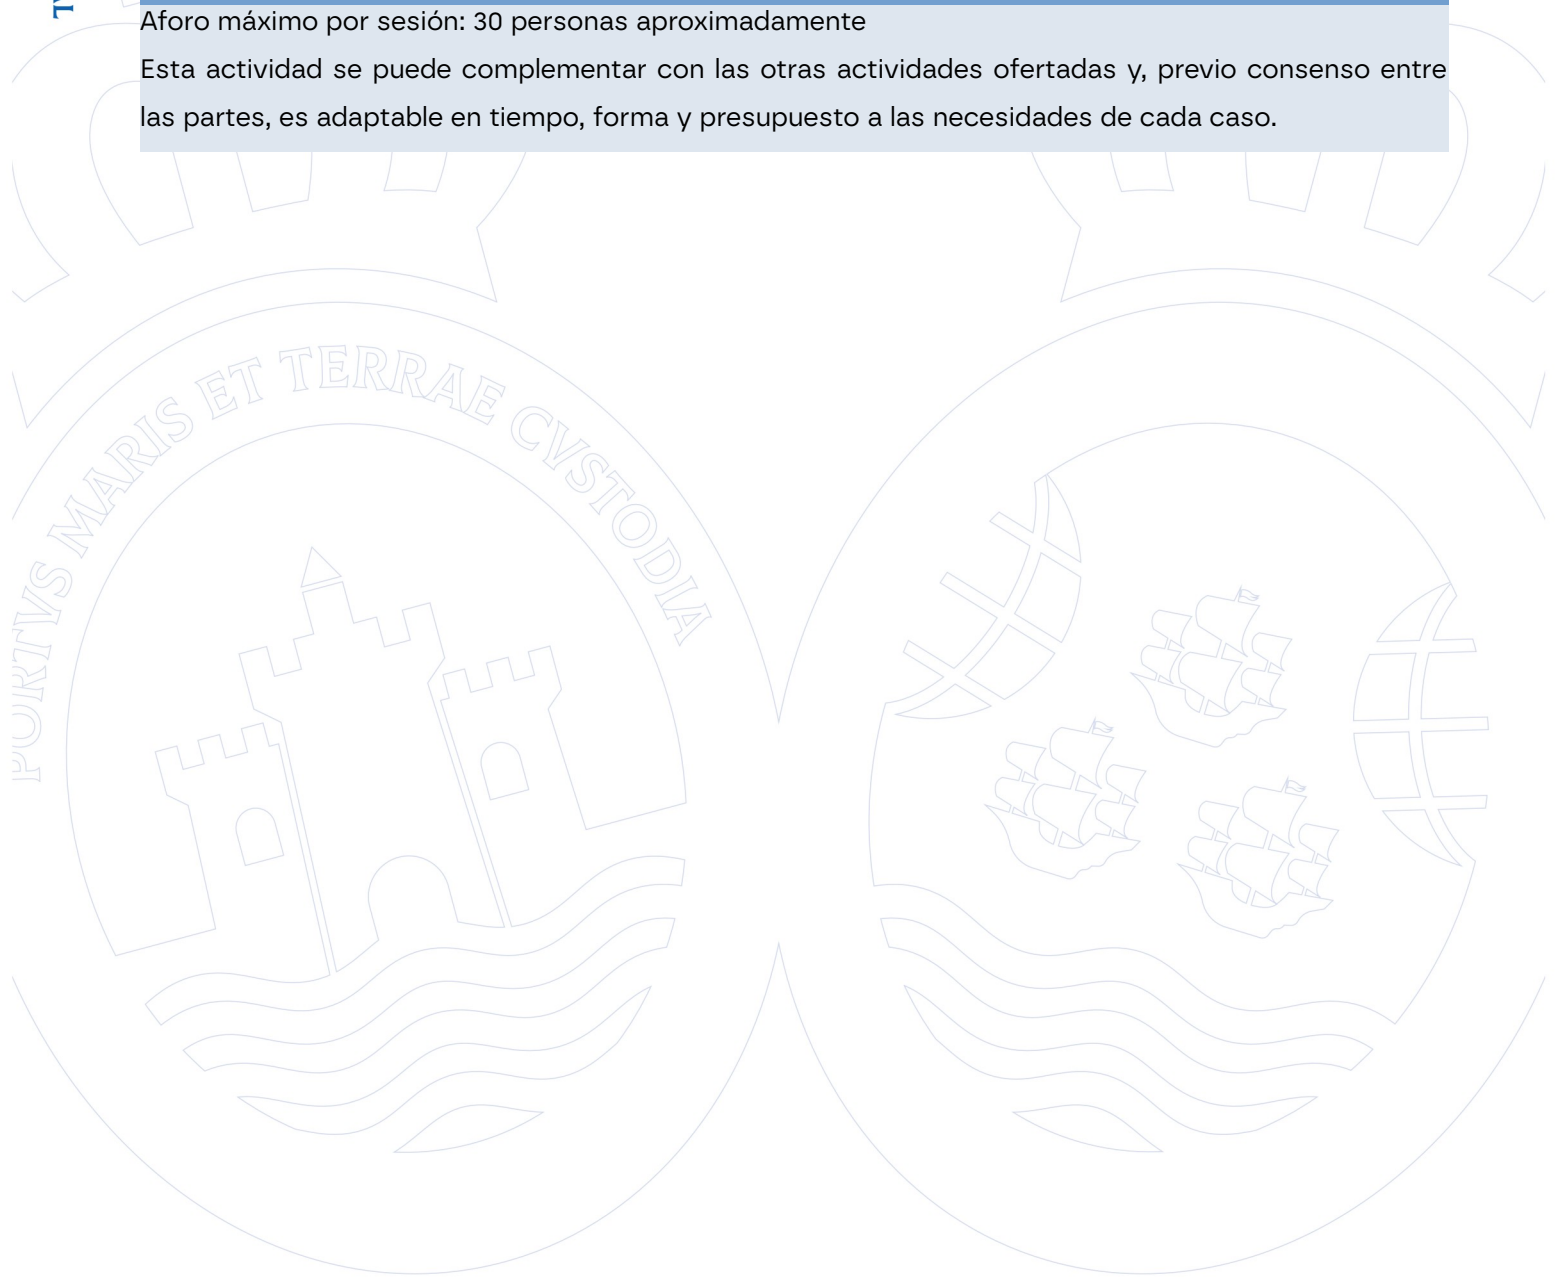 Aforo máximo por sesión: 30 personas aproximadamente
Esta actividad se puede complementar con las otras actividades ofertadas y, previo consenso entre
las partes, es adaptable en tiempo, forma y presupuesto a las necesidades de cada caso.
PORTVS MARIS ET TERRAE CVSTODIA